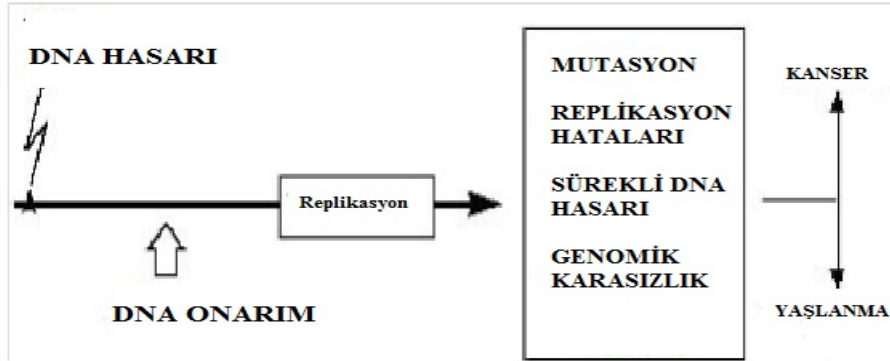 DNA HASARI
DNA ONARIM
Replikasyon
MUTASYON
REPLİKASYON
HATALARI
SÜREKLİ DNA
HASARI
GENOMİK
KARASIZLIK
KANSER
YAŞLANMA